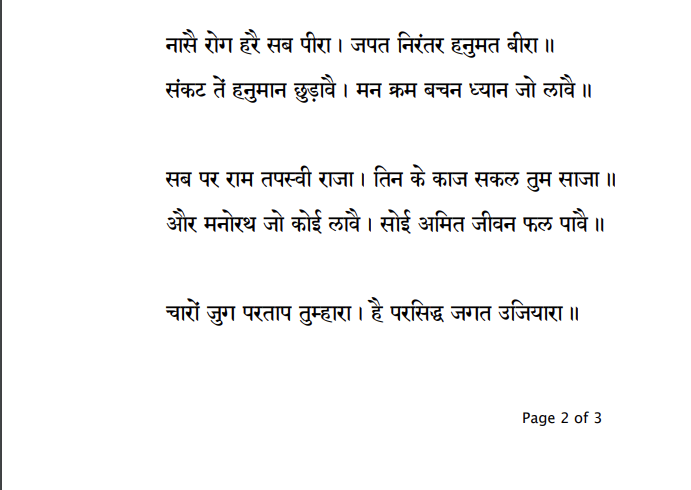 नासै रोग हरै सब पीरा। जपत निरंतर हनुमत बीरा॥
संकट तें हनुमान छुड़ावै। मन क्रम बचन ध्यान जो लावै॥
सब पर राम तपस्वी राजा। तिन के काज सकल तुम साजा॥
और मनोरथ जो कोई लावै। सोई अमित जीवन फल पावै॥
चारों जुग परताप तुम्हारा। है परसिद्ध जगत उजियारा॥
Page 2 of 3